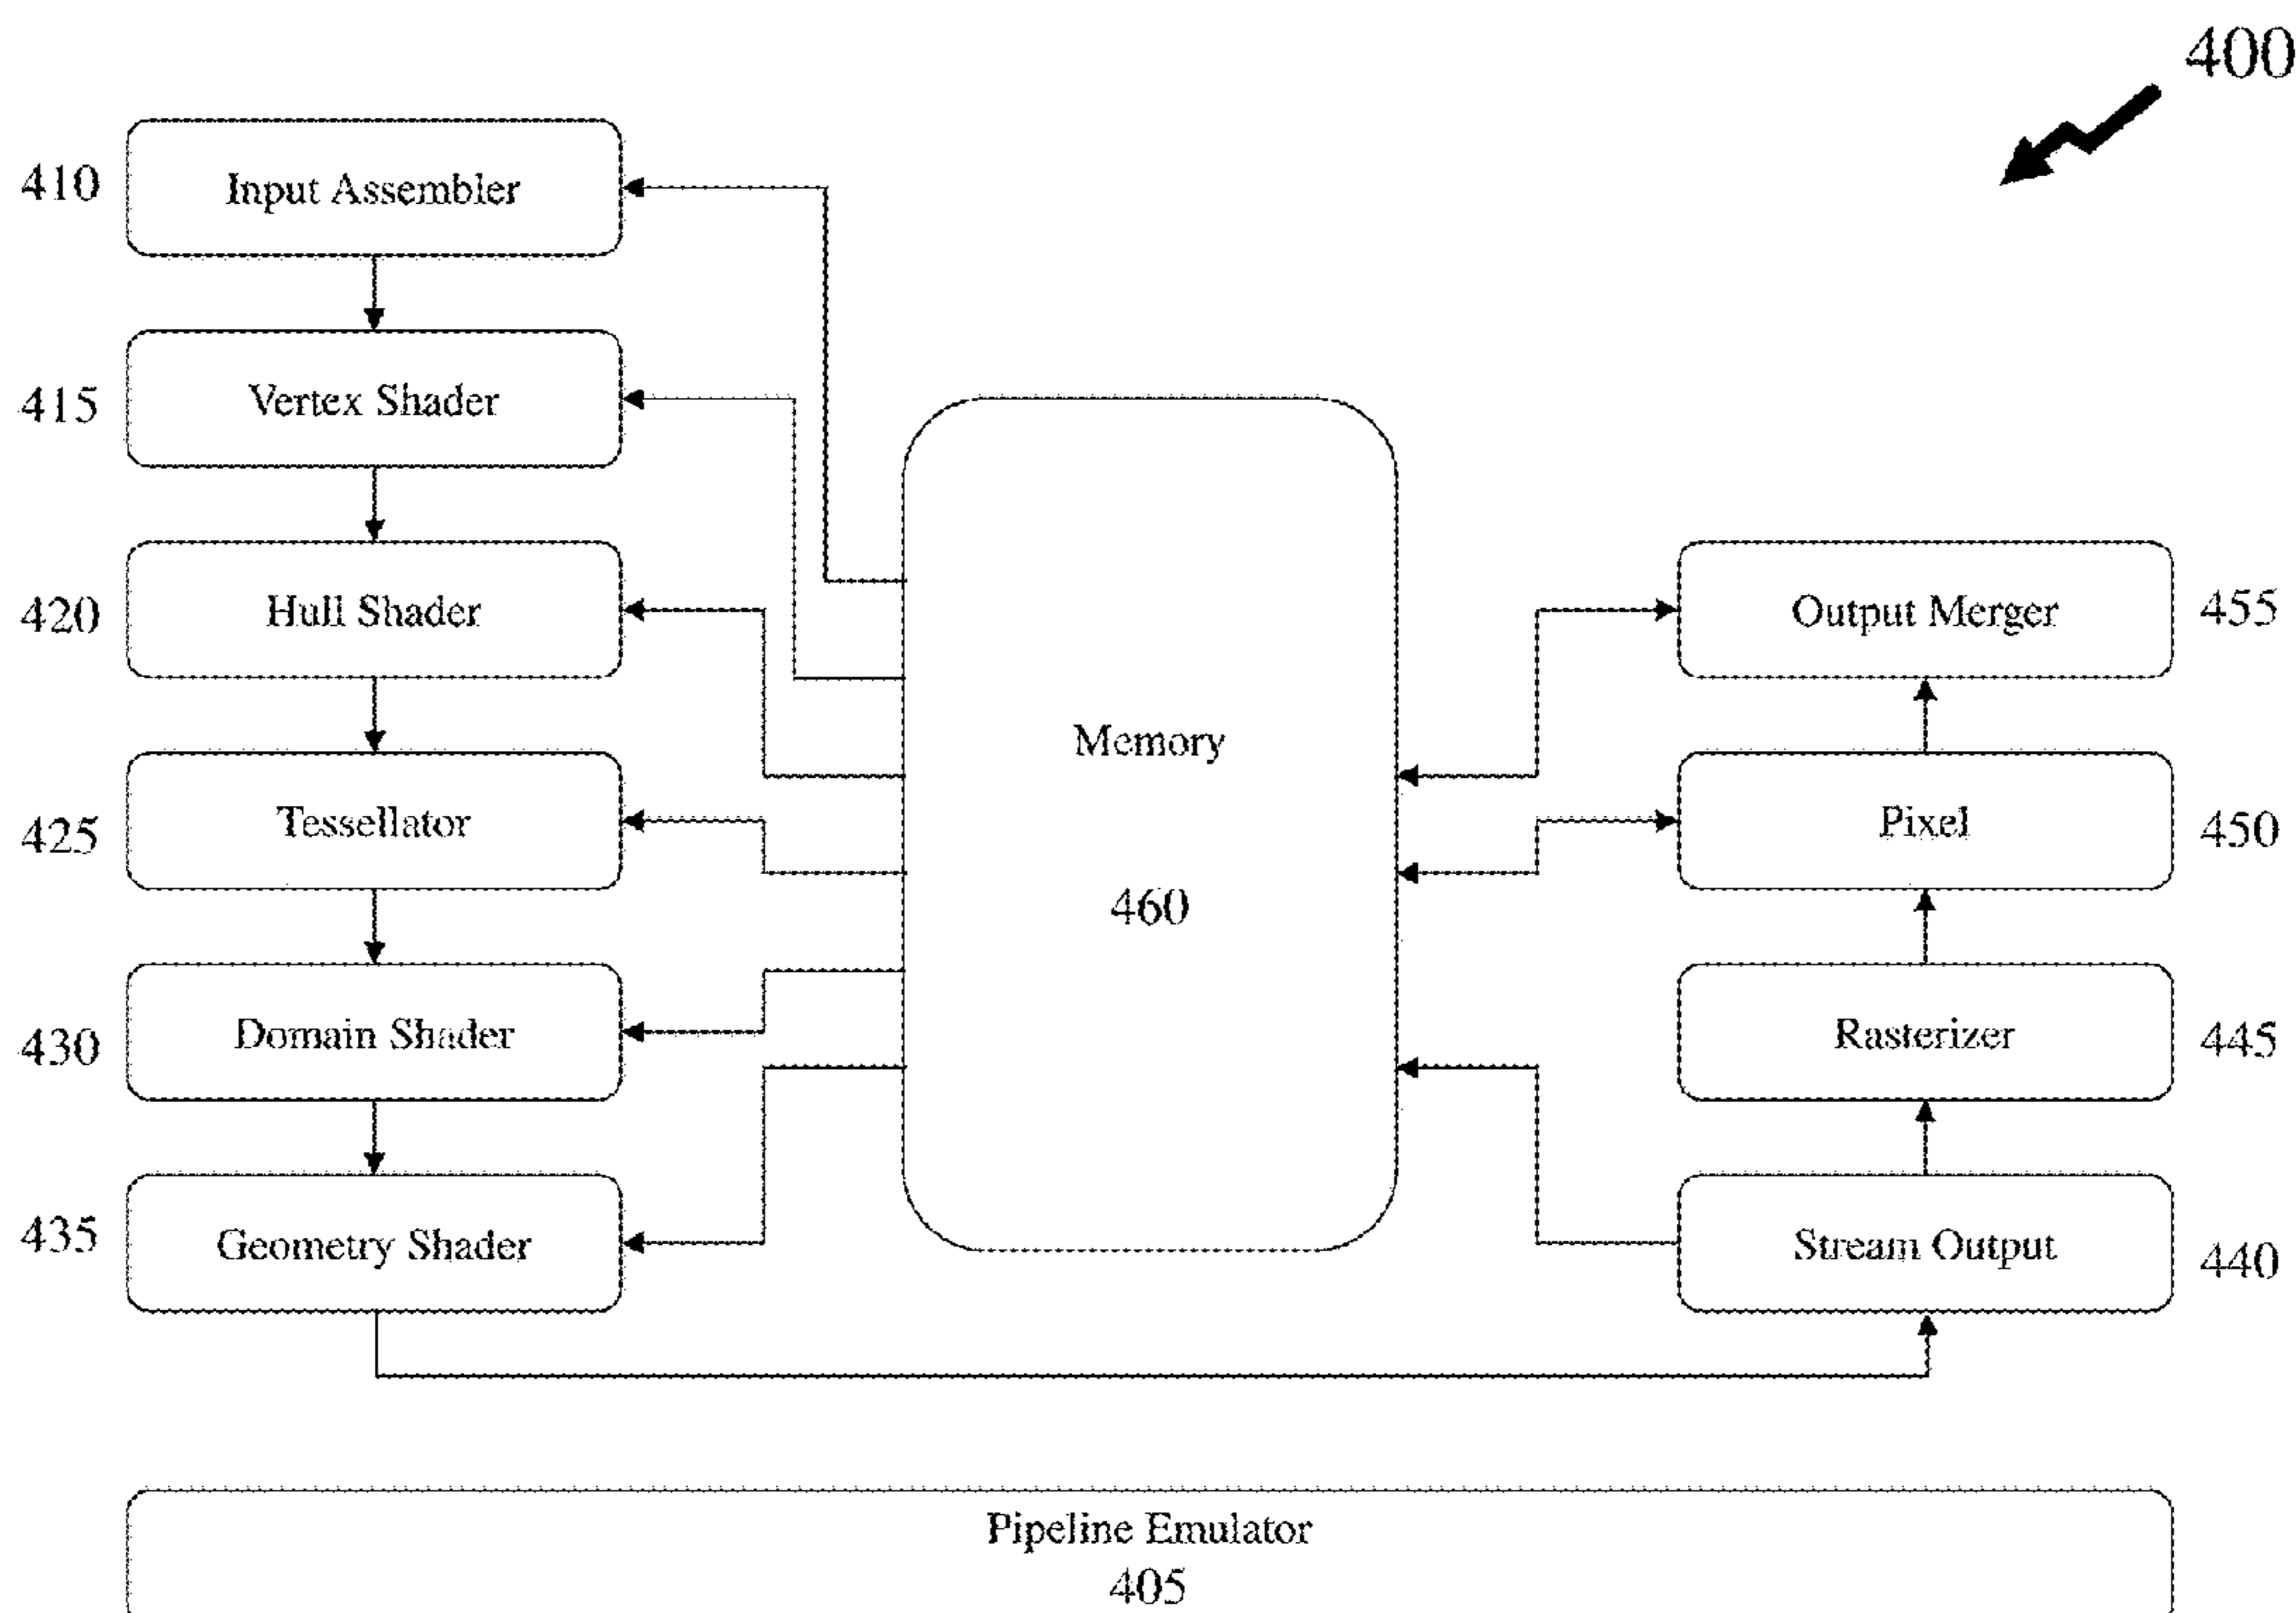 400
410
Input Assembler
415
Vertex Shader
420
Hull Shader
425
Tessellator
430
Domain Shader
435
Geometry Shader
Memory
460
Output Merger
455
Pixel
450
Rasterizer
445
Stream Output
440
Pipeline Emulator
405